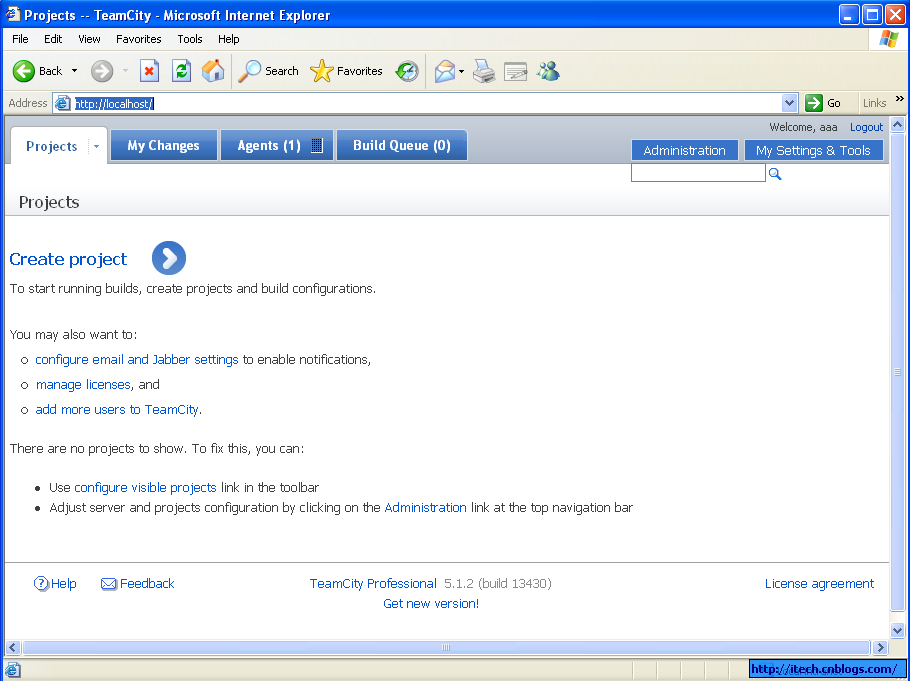 Projects -- TeamCity - Microsoft Internet Explorer
File Edit View Favorites Tools Help
Back Search Favorites
Address http://localhost/ Go Links »
Welcome, aaa Logout
Projects My Changes Agents (1) Build Queue (0)
Administration My Settings & Tools
Projects
Create project
To start running builds, create projects and build configurations.
You may also want to:
configure email and Jabber settings to enable notifications,
manage licenses, and
add more users to TeamCity.
There are no projects to show. To fix this, you can:
Use configure visible projects link in the toolbar
Adjust server and projects configuration by clicking on the Administration link at the top navigation bar
Help Feedback TeamCity Professional 5.1.2 (build 13430) License agreement
Get new version!
http://itech.cnblogs.com/